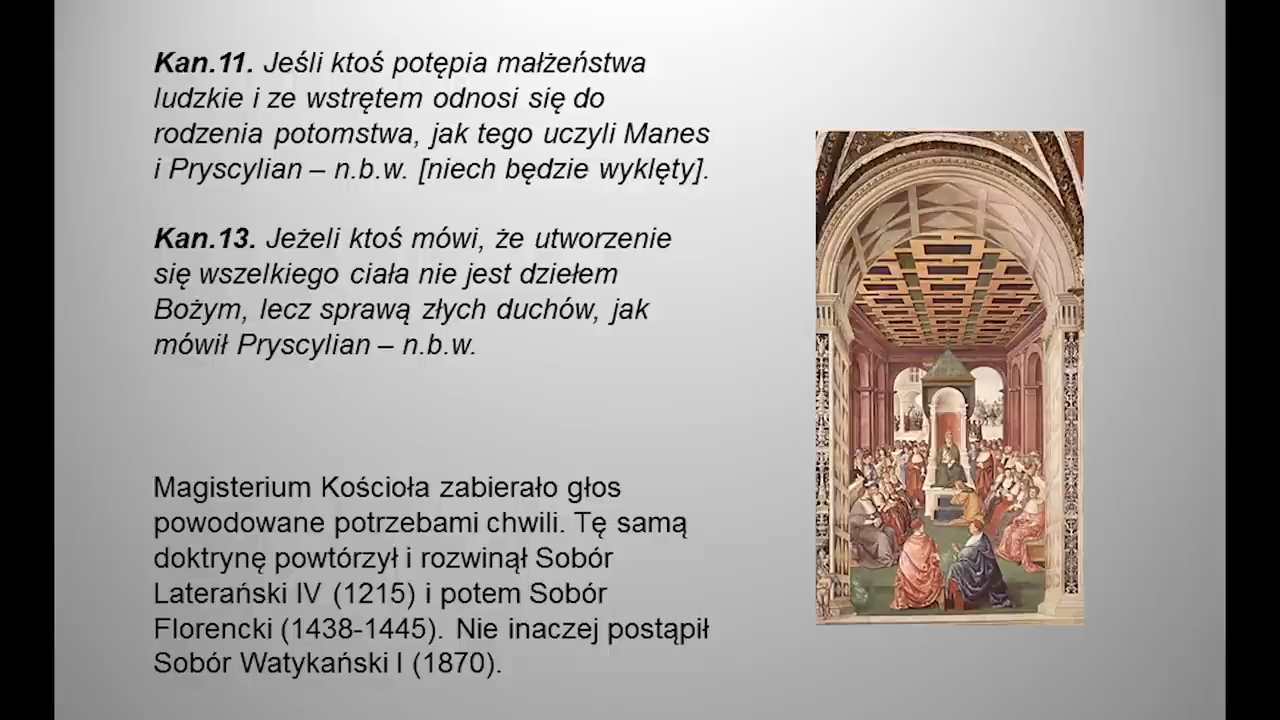 Kan.11. Jeśli ktoś potępia małżeństwa
ludzkie i ze wstrętem odnosi się do
rodzenia potomstwa, jak tego uczyli Manes
i Pryscylian – n.b.w. [niech będzie wyklęty].
Kan.13. Jeżeli ktoś mówi, że utworzenie
się wszelkiego ciała nie jest dziełem
Bożym, lecz sprawą złych duchów, jak
mówił Pryscylian – n.b.w.
Magisterium Kościoła zabierało głos
powodowane potrzebami chwili. Tę samą
doktrynę powtórzył i rozwinął Sobór
Laterański IV (1215) i potem Sobór
Florencki (1438-1445). Nie inaczej postąpił
Sobór Watykański I (1870).